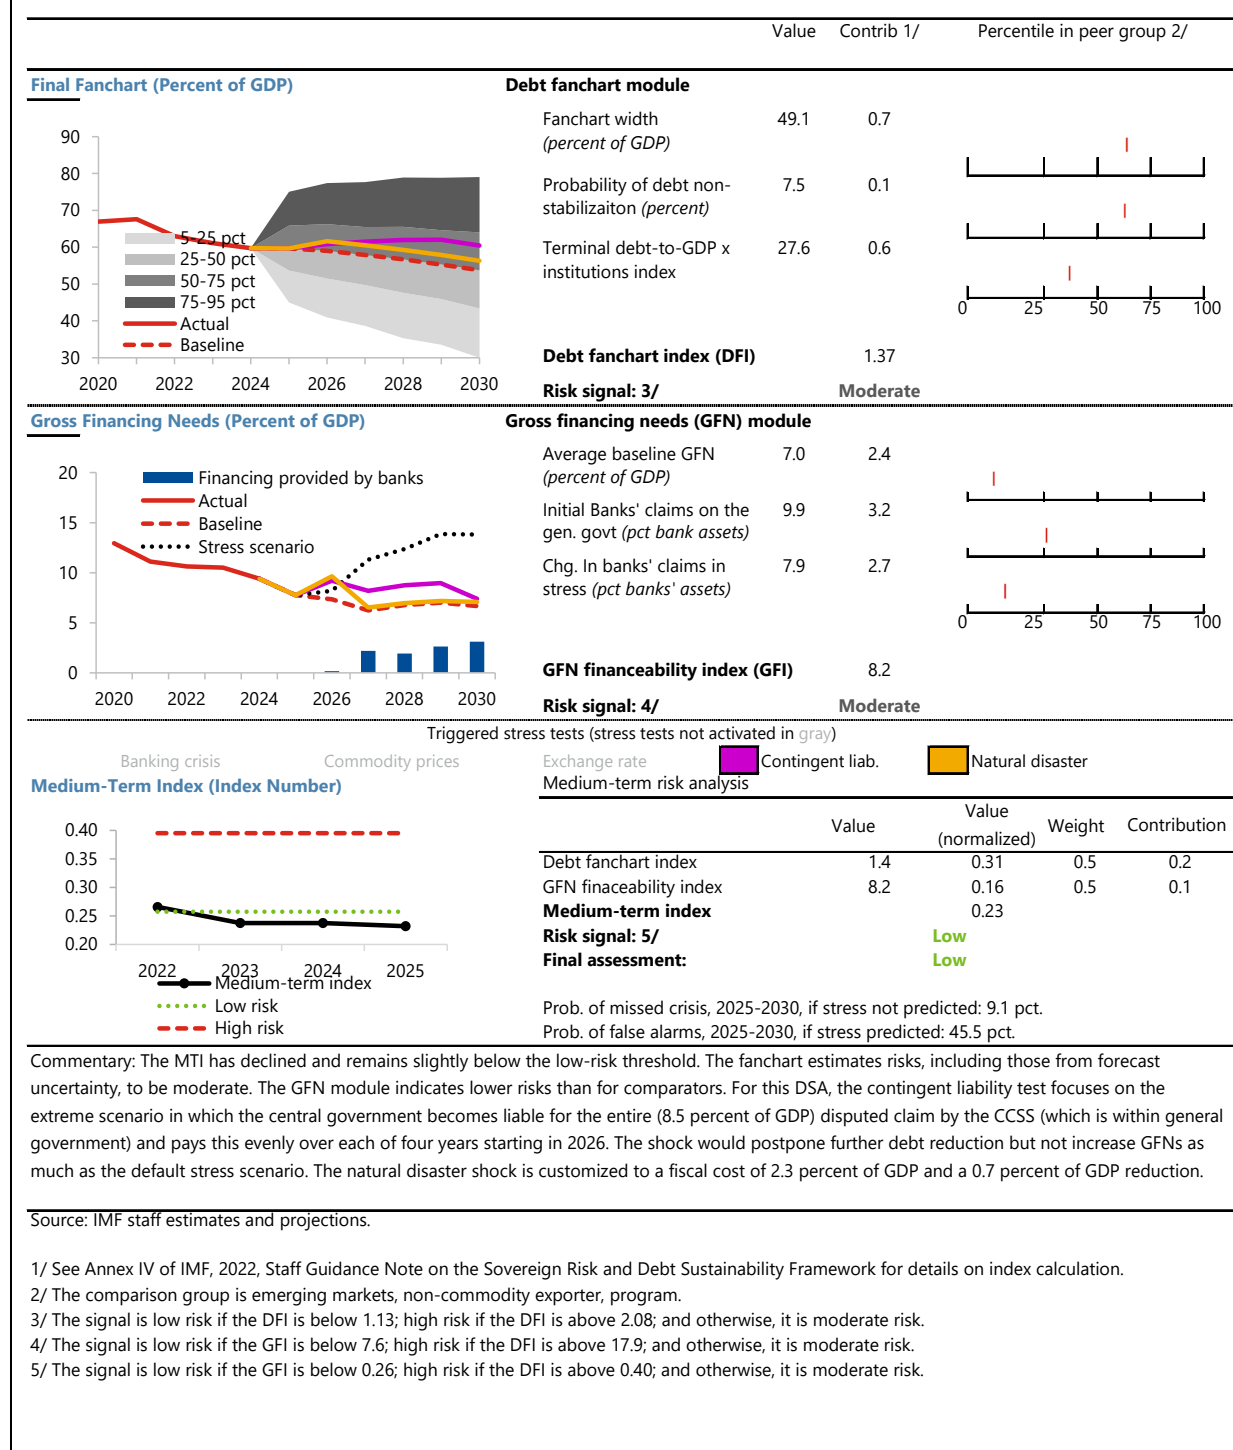 Value Contrib 1/ Percentile in peer group 2/
Final Fanchart (Percent of GDP)
90
80
70
60
50
40
30
5-25 pct
25-50 pct
50-75 pct
75-95 pct
Actual
Baseline
2020 2022 2024 2026 2028 2030
Debt fanchart module
Fanchart width 49.1 0.7
(percent of GDP)
Probability of debt non- 7.5 0.1
stabilizaiton (percent)
Terminal debt-to-GDP x 27.6 0.6
institutions index
0 25 50 75 100
Debt fanchart index (DFI) 1.37
Risk signal: 3/ Moderate
Gross Financing Needs (Percent of GDP)
20
15
10
5
0
Financing provided by banks
Actual
Baseline
Stress scenario
2020 2022 2024 2026 2028 2030
Gross financing needs (GFN) module
Average baseline GFN 7.0 2.4
(percent of GDP)
Initial Banks' claims on the 9.9 3.2
gen. govt (pct bank assets)
Chg. In banks' claims in 7.9 2.7
stress (pct banks' assets)
0 25 50 75 100
GFN financeability index (GFI) 8.2
Risk signal: 4/ Moderate
Triggered stress tests (stress tests not activated in gray)
Banking crisis Commodity prices Exchange rate Contingent liab. Natural disaster
Medium-Term Index (Index Number)
0.40
0.35
0.30
0.25
0.20
2022 2023 2024 2025
Medium-term index
Low risk
High risk
Medium-term risk analysis
Value Value (normalized) Weight Contribution
Debt fanchart index 1.4 0.31 0.5 0.2
GFN finaceability index 8.2 0.16 0.5 0.1
Medium-term index 0.23
Risk signal: 5/ Low
Final assessment: Low
Prob. of missed crisis, 2025-2030, if stress not predicted: 9.1 pct.
Prob. of false alarms, 2025-2030, if stress predicted: 45.5 pct.
Commentary: The MTI has declined and remains slightly below the low-risk threshold. The fanchart estimates risks, including those from forecast
uncertainty, to be moderate. The GFN module indicates lower risks than for comparators. For this DSA, the contingent liability test focuses on the
extreme scenario in which the central government becomes liable for the entire (8.5 percent of GDP) disputed claim by the CCSS (which is within general
government) and pays this evenly over each of four years starting in 2026. The shock would postpone further debt reduction but not increase GFNs as
much as the default stress scenario. The natural disaster shock is customized to a fiscal cost of 2.3 percent of GDP and a 0.7 percent of GDP reduction.
Source: IMF staff estimates and projections.
1/ See Annex IV of IMF, 2022, Staff Guidance Note on the Sovereign Risk and Debt Sustainability Framework for details on index calculation.
2/ The comparison group is emerging markets, non-commodity exporter, program.
3/ The signal is low risk if the DFI is below 1.13; high risk if the DFI is above 2.08; and otherwise, it is moderate risk.
4/ The signal is low risk if the GFI is below 7.6; high risk if the DFI is above 17.9; and otherwise, it is moderate risk.
5/ The signal is low risk if the GFI is below 0.26; high risk if the DFI is above 0.40; and otherwise, it is moderate risk.